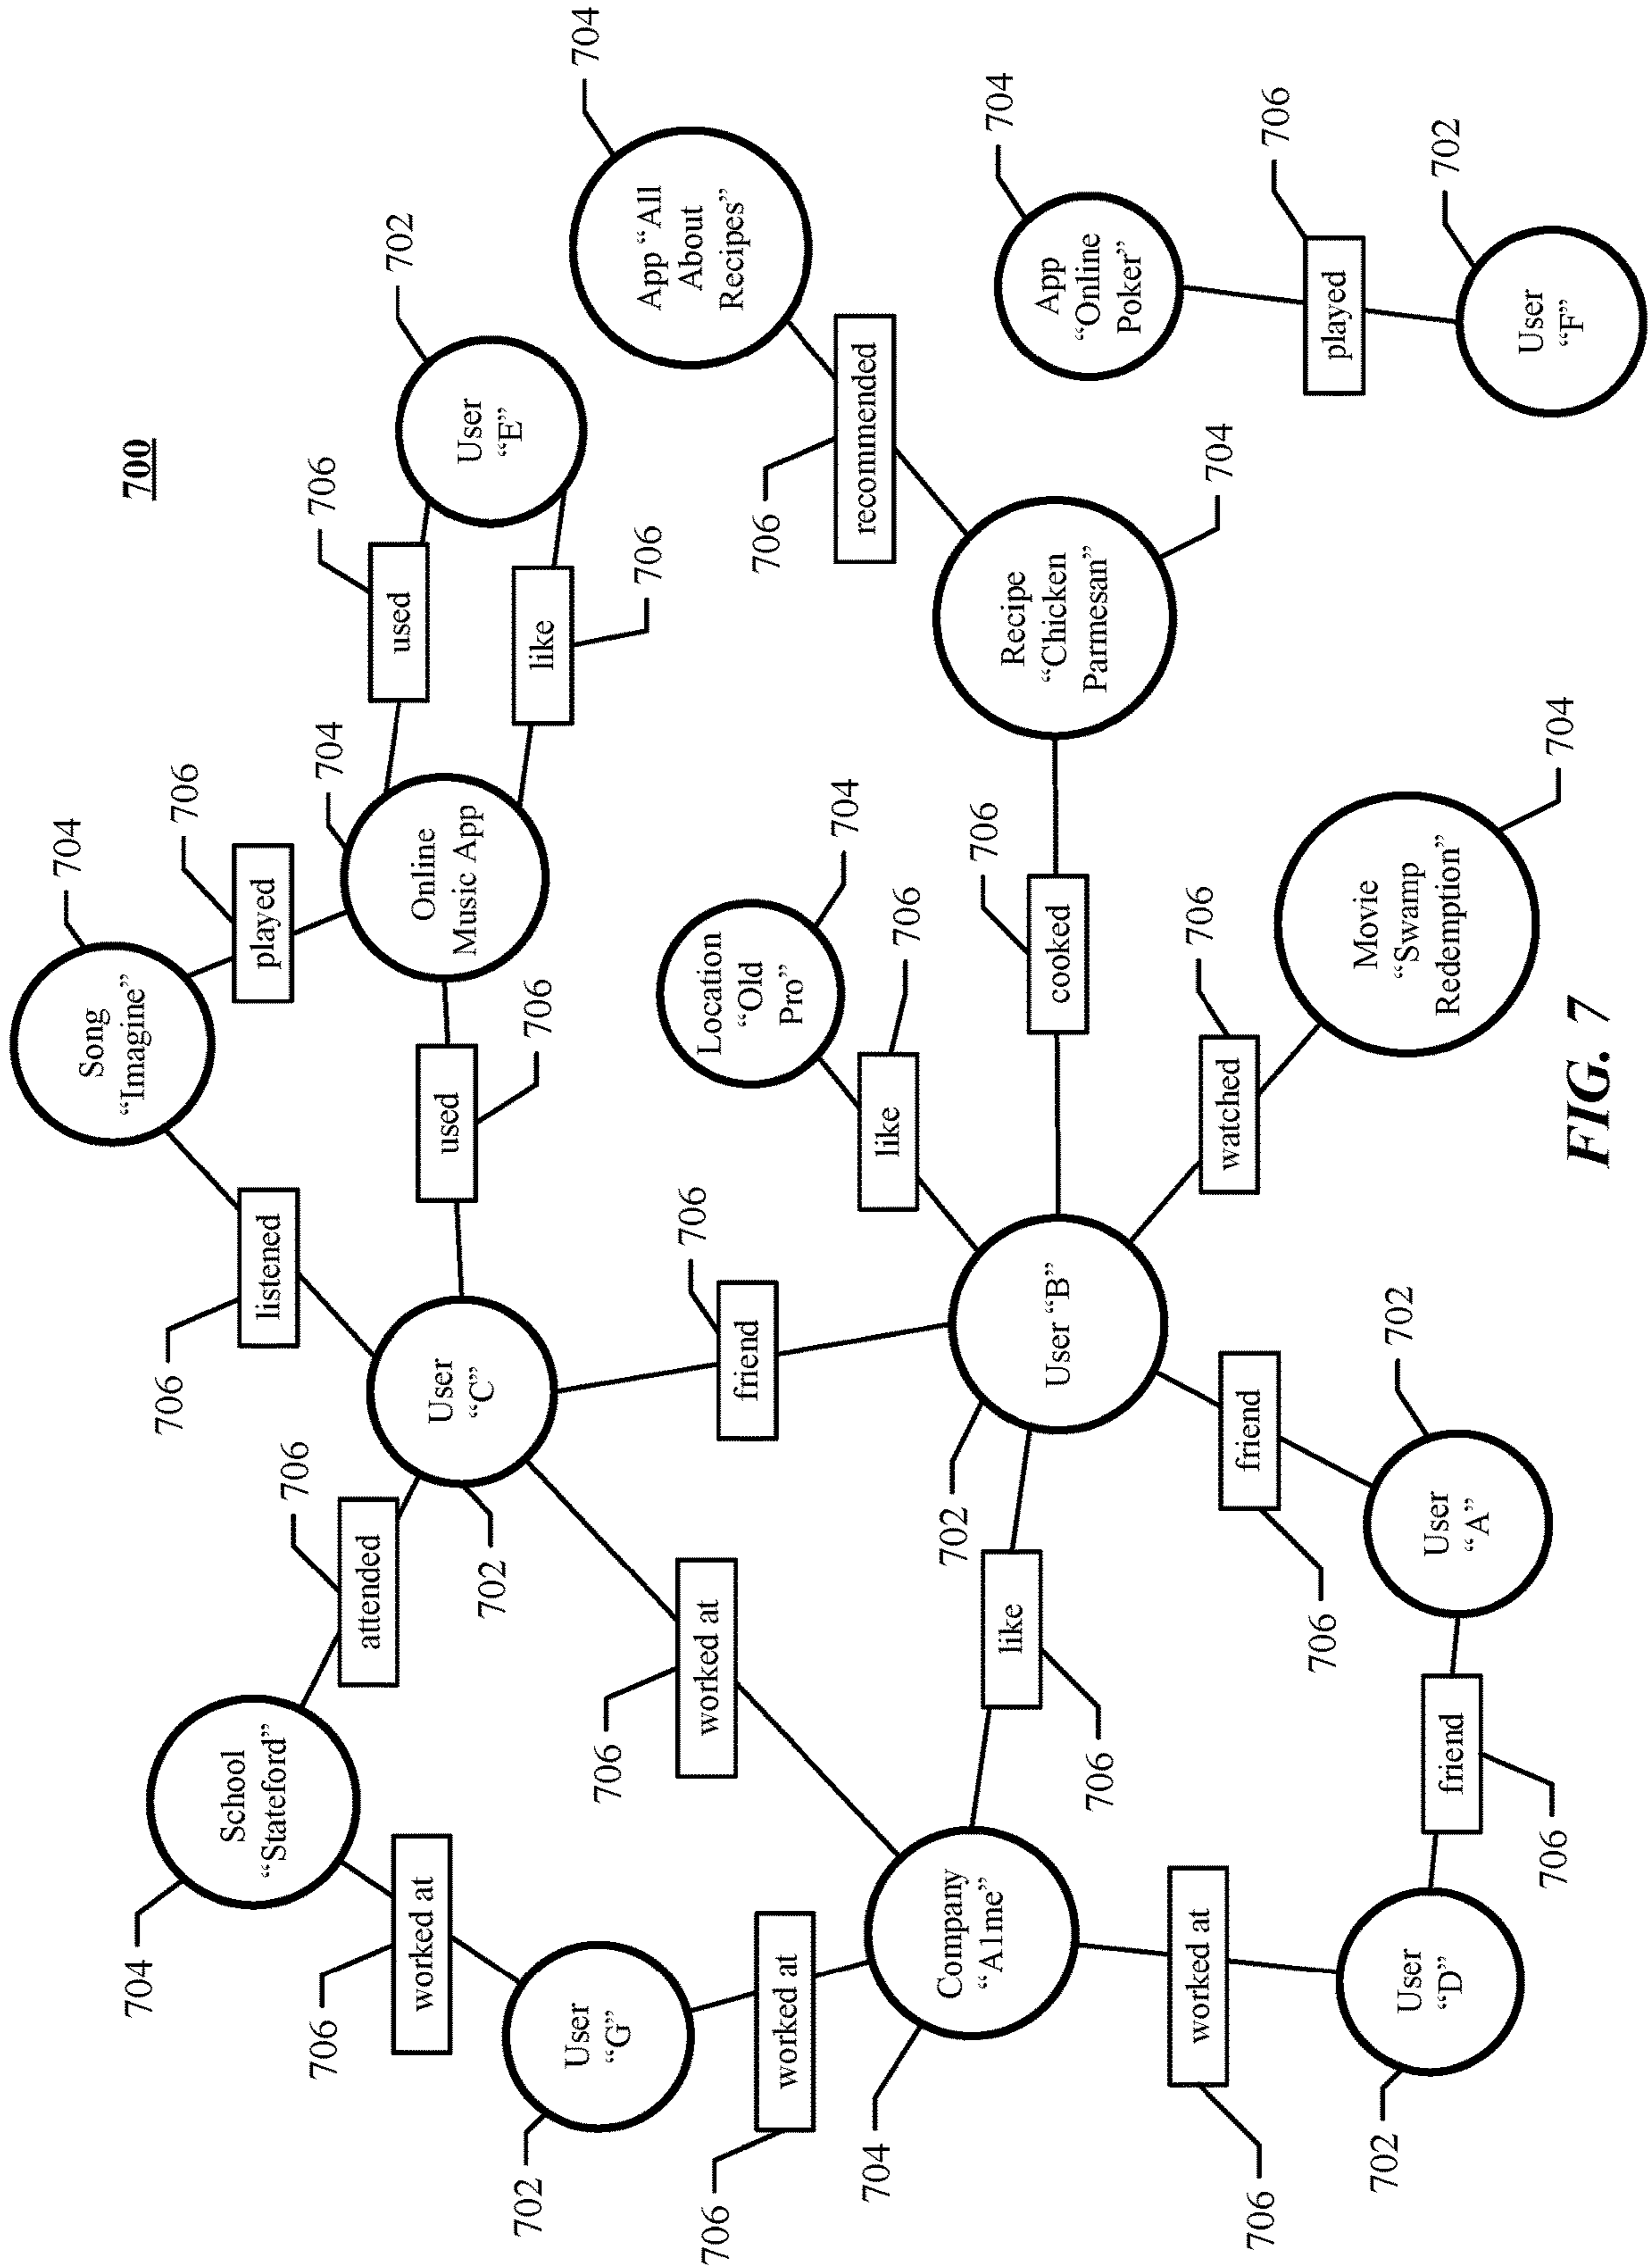 700
704
School
“Stateford”
706
attended
706
listened
704
Song
“Imagine”
706
played
704
Online
Music App
706
used
702
User
“E”
706
like
706
worked at
702
User
“G”
702
User
“C”
706
used
706
worked at
706
worked at
706
friend
704
Location
“Old
Pro”
706
like
704
App “All
About
Recipes”
706
recommended
704
Company
“Alme”
706
like
702
User “B”
706
cooked
704
Recipe
“Chicken
Parmesan”
704
App
“Online
Poker”
706
worked at
706
friend
706
watched
706
played
702
User
“D”
706
friend
702
User
“A”
704
Movie
“Swamp
Redemption”
702
User
“F”
FIG. 7